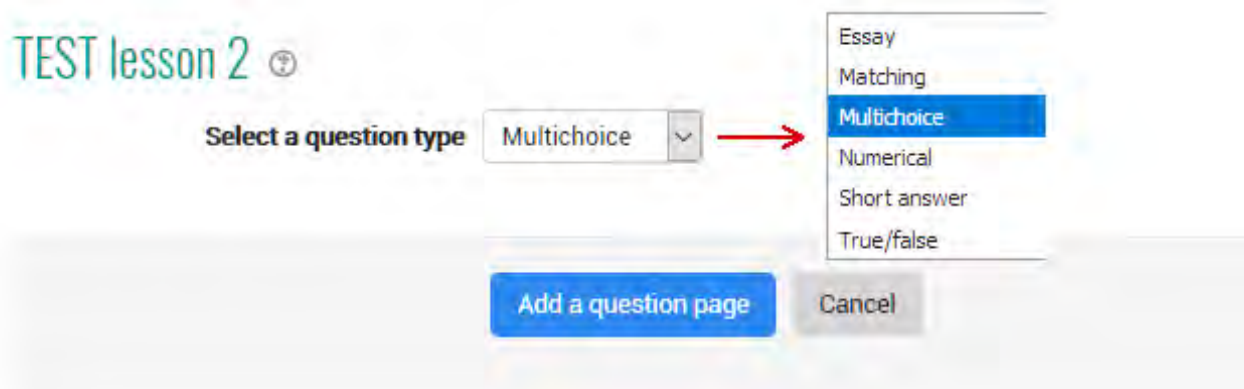 TEST lesson 2
Select a question type Multichoice
Essay
Matching
Multichoice
Numerical
Short answer
True/false
Add a question page Cancel